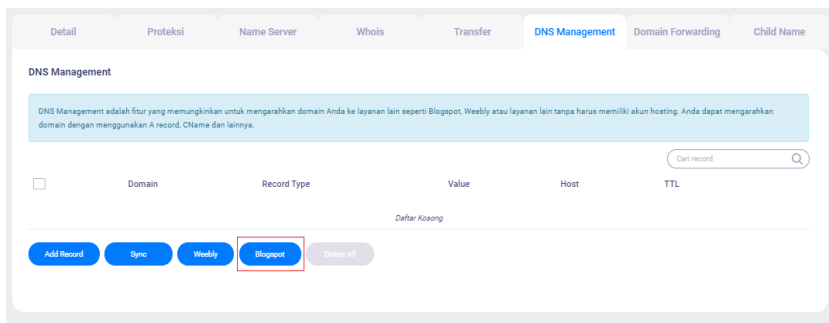 Detail Proteksi Name Server Whois Transfer DNS Management Domain Forwarding Child Name
DNS Management
DNS Management adalah fitur yang memungkinkan untuk mengarahkan domain Anda ke layanan lain seperti Blogspot, Weebly atau layanan lain tanpa harus memiliki akun hosting. Anda dapat mengarahkan
domain dengan menggunakan A record, CName dan lainnya.
Cari record
Domain Record Type Value Host TTL
Daftar Kosong
Add Record Sync Weebly Blogspot Delete All